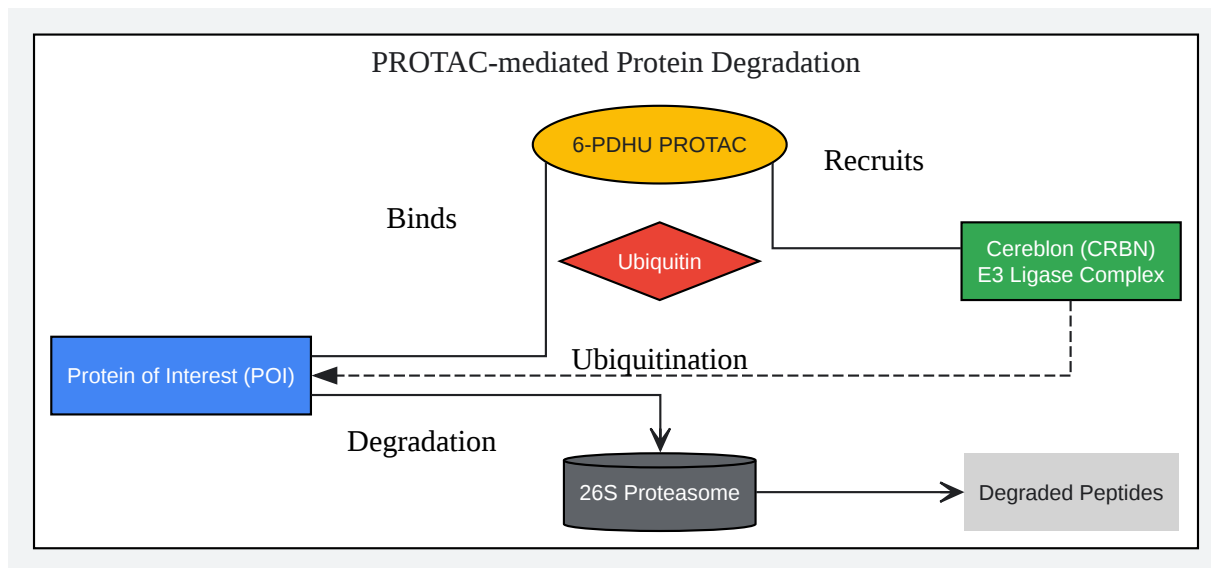 PROTAC-mediated Protein Degradation
6-PDHU PROTAC
Recruits
Binds
Ubiquitin
Cereblon (CRBN)
E3 Ligase Complex
Ubiquitination
Protein of Interest (POI)
Degradation
26S Proteasome
Degraded Peptides